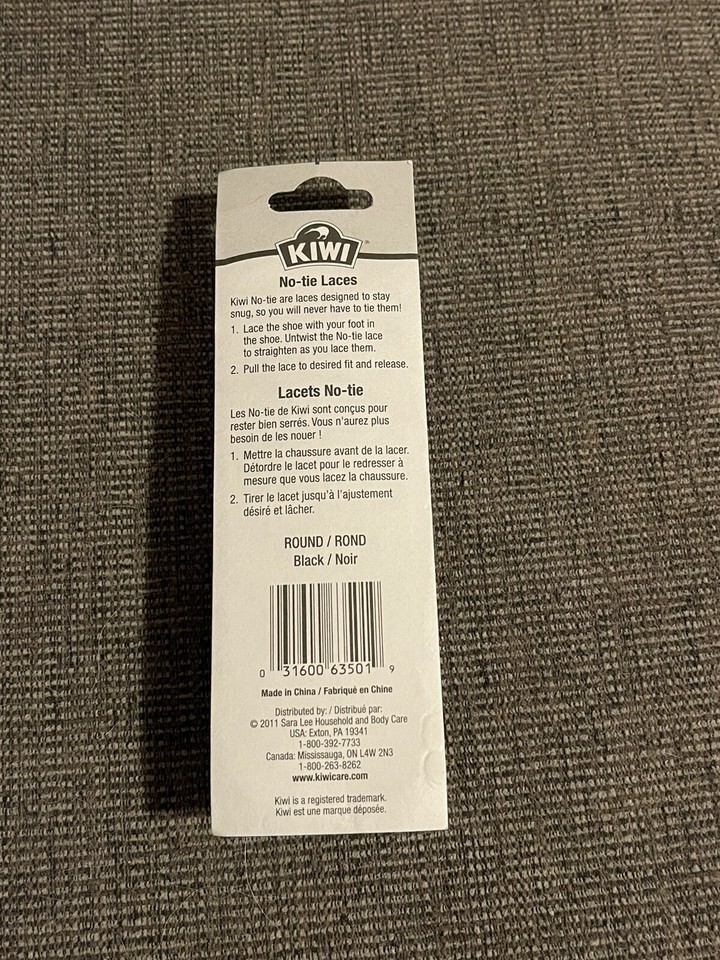 KIWI®
No-tie Laces
Kiwi No-tie are laces designed to stay
snug, so you will never have to tie them!
1. Lace the shoe with your foot in
the shoe. Untwist the No-tie lace
to straighten as you lace them.
2. Pull the lace to desired fit and release.
Lacets No-tie
Les No-tie de Kiwi sont conçus pour
rester bien serrés. Vous n'aurez plus
besoin de les nouer !
1. Mettre la chaussure avant de la lacer.
Détordre le lacet pour le redresser à
mesure que vous lacez la chaussure.
2. Tirer le lacet jusqu'à l'ajustement
désiré et lâcher.
ROUND / ROND
Black / Noir
0 31600 63501 9
Made in China / Fabriqué en Chine
Distributed by: / Distribué par:
© 2011 Sara Lee Household and Body Care
USA: Exton, PA 19341
1-800-392-7733
Canada: Mississauga, ON L4W 2N3
1-800-263-8262
www.kiwicare.com
Kiwi is a registered trademark.
Kiwi est une marque déposée.